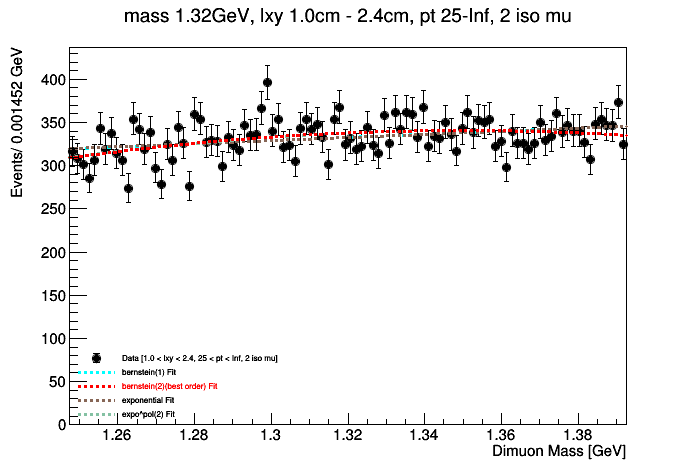 mass 1.32GeV, lxy 1.0cm - 2.4cm, pt 25-Inf, 2 iso mu
Events/ 0.001452 GeV
400
350
300
250
200
150
100
50
0
Data [1.0 < lxy < 2.4, 25 < pt < Inf, 2 iso mu]
bernstein(1) Fit
bernstein(2)(best order) Fit
exponential Fit
expo*pol(2) Fit
1.26 1.28 1.3 1.32 1.34 1.36 1.38
Dimuon Mass [GeV]